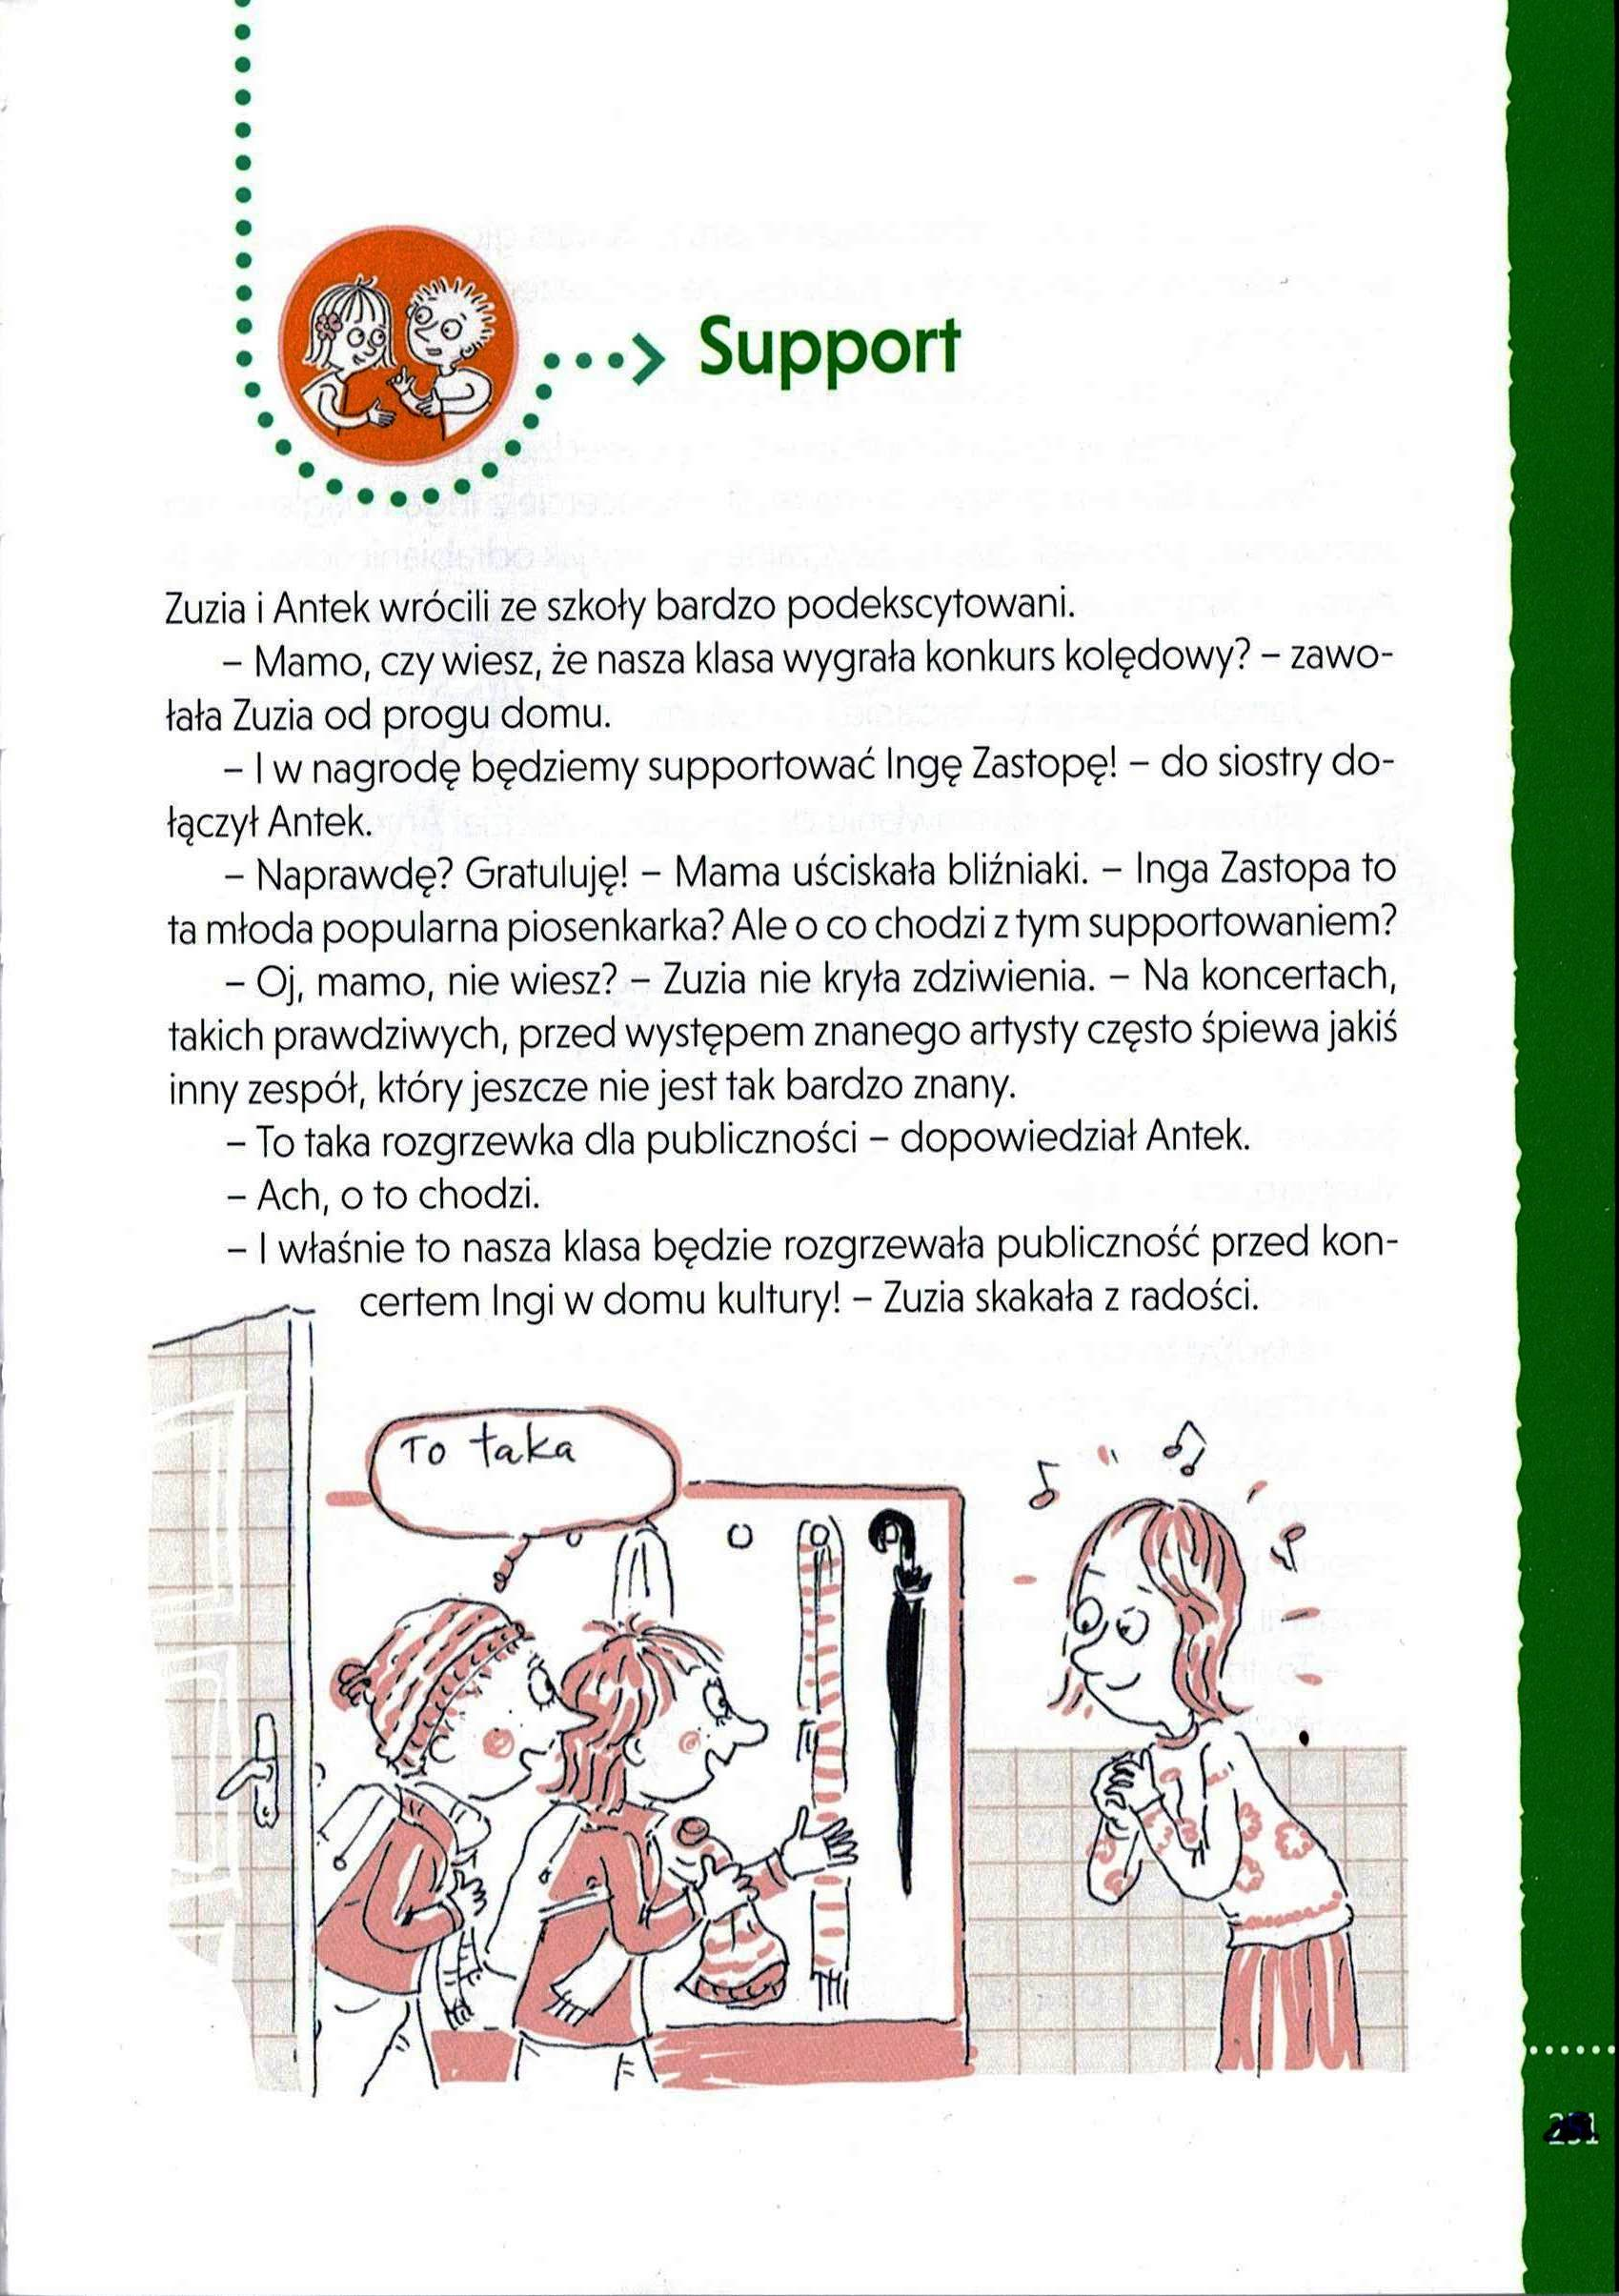 Support
Zuzia i Antek wrócili ze szkoły bardzo podekscytowani.
– Mamo, czy wiesz, że nasza klasa wygrała konkurs kolędowy? – zawo-
łała Zuzia od progu domu.
– I w nagrodę będziemy supportować Ingę Zastopę! – do siostry do-
łączył Antek.
– Naprawdę? Gratuluję! – Mama uściskała bliźniaki. – Inga Zastopa to
ta młoda popularna piosenkarka? Ale o co chodzi z tym supportowaniem?
– Oj, mamo, nie wiesz? – Zuzia nie kryła zdziwienia. – Na koncertach,
takich prawdziwych, przed występem znanego artysty często śpiewa jakiś
inny zespół, który jeszcze nie jest tak bardzo znany.
– To taka rozgrzewka dla publiczności – dopowiedział Antek.
– Ach, o to chodzi.
– I właśnie to nasza klasa będzie rozgrzewała publiczność przed kon-
certem Ingi w domu kultury! – Zuzia skakała z radości.
To taka